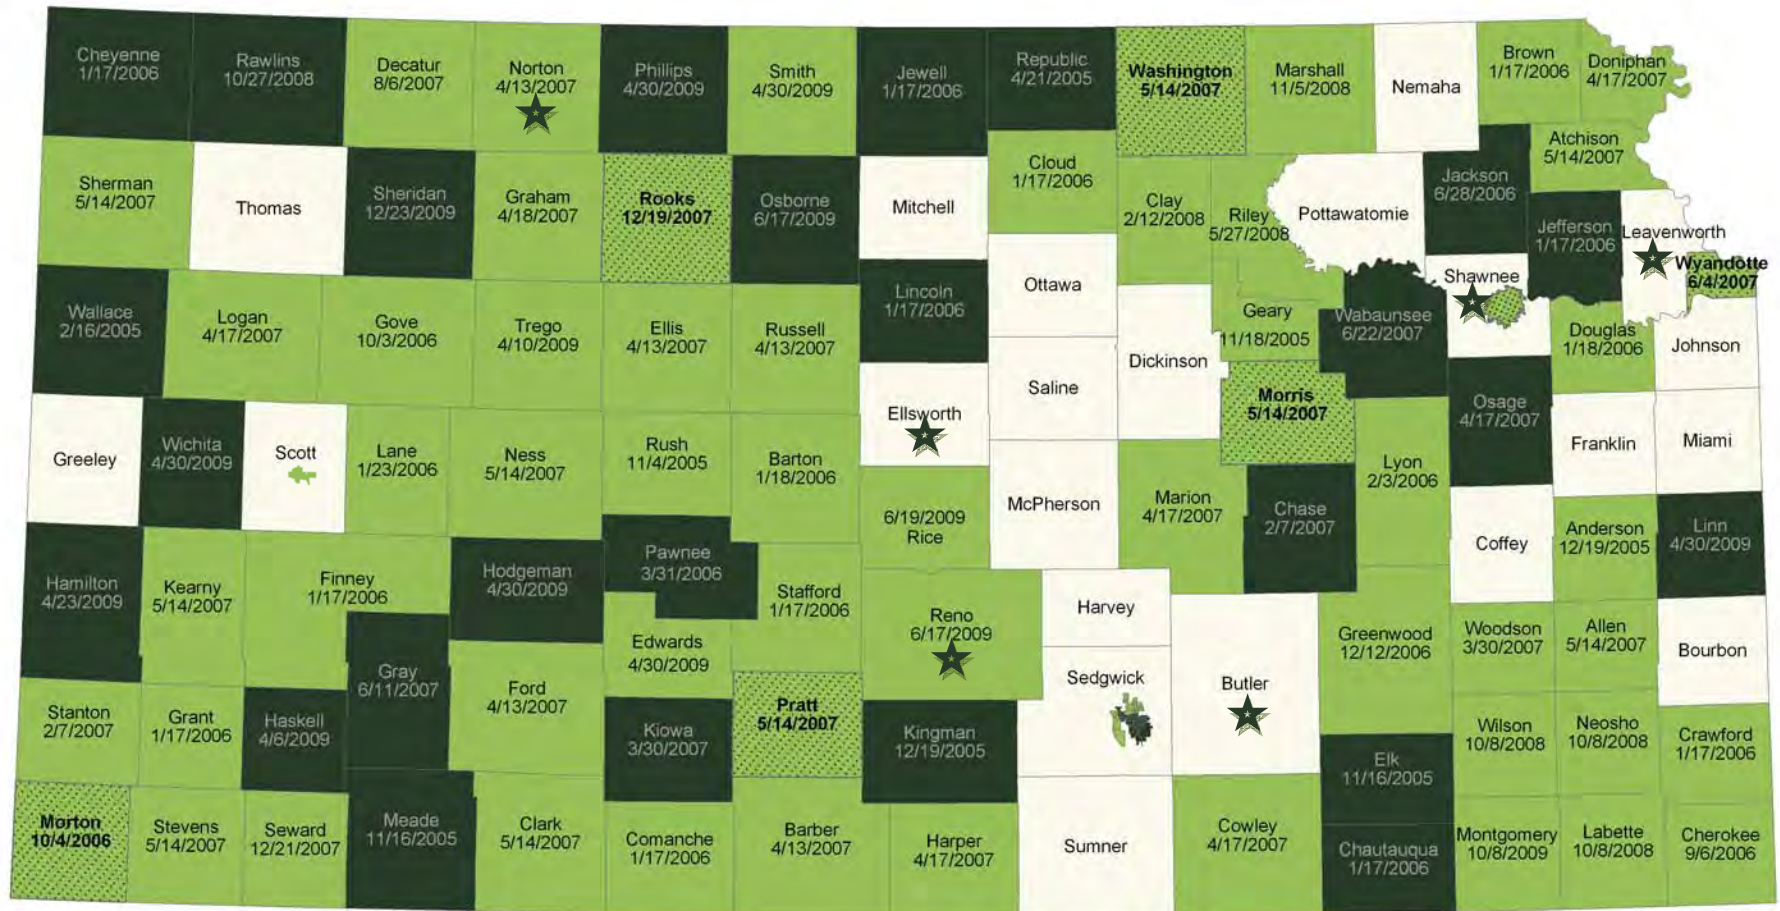 Cheyenne
1/17/2006
Rawlins
10/27/2008
Decatur
8/6/2007
Norton
4/13/2007
Phillips
4/30/2009
Smith
4/30/2009
Jewell
1/17/2006
Republic
4/21/2005
Washington
5/14/2007
Marshall
11/5/2008
Nemaha
Brown
1/17/2006
Doniphan
4/17/2007
Sherman
5/14/2007
Thomas
Sheridan
12/23/2009
Graham
4/18/2007
Rooks
12/19/2007
Osborne
6/17/2009
Mitchell
Cloud
1/17/2006
Clay
2/12/2008
Riley
5/27/2008
Pottawatomie
Jackson
6/28/2006
Atchison
5/14/2007
Jefferson
1/17/2006
Leavenworth
Wyandotte
6/4/2007
Wallace
2/16/2005
Logan
4/17/2007
Gove
10/3/2006
Trego
4/10/2009
Ellis
4/13/2007
Russell
4/13/2007
Lincoln
1/17/2006
Ottawa
Saline
Dickinson
Geary
11/18/2005
Wabaunsee
6/22/2007
Shawnee
Douglas
1/18/2006
Johnson
Greeley
Wichita
4/30/2009
Scott
Lane
1/23/2006
Ness
5/14/2007
Rush
11/4/2005
Barton
1/18/2006
Ellsworth
6/19/2009
Rice
McPherson
Marion
4/17/2007
Morris
5/14/2007
Chase
2/7/2007
Lyon
2/3/2006
Osage
4/17/2007
Franklin
Miami
Coffey
Anderson
12/19/2005
Linn
4/30/2009
Hamilton
4/23/2009
Kearny
5/14/2007
Finney
1/17/2006
Hodgeman
4/30/2009
Pawnee
3/31/2006
Stafford
1/17/2006
Edwards
4/30/2009
Gray
6/11/2007
Ford
4/13/2007
Reno
6/17/2009
Harvey
Sedgwick
Butler
Greenwood
12/12/2006
Woodson
3/30/2007
Allen
5/14/2007
Bourbon
Stanton
2/7/2007
Grant
1/17/2006
Haskell
4/6/2009
Kiowa
3/30/2007
Pratt
5/14/2007
Kingman
12/19/2005
Elk
11/16/2005
Wilson
10/8/2008
Neosho
10/8/2008
Crawford
1/17/2006
Morton
10/4/2006
Stevens
5/14/2007
Seward
12/21/2007
Meade
11/16/2005
Clark
5/14/2007
Comanche
1/17/2006
Barber
4/13/2007
Harper
4/17/2007
Sumner
Cowley
4/17/2007
Chautauqua
1/17/2006
Montgomery
10/8/2009
Labette
10/8/2008
Cherokee
9/6/2006